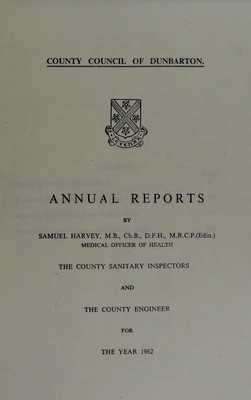 COUNTY COUNCIL OF DUNBARTON.
LEVENAX
ANNUAL REPORTS
BY
SAMUEL HARVEY, M.B., Ch.B., D.P.H., M.R.C.P.(Edin.)
MEDICAL OFFICER OF HEALTH
THE COUNTY SANITARY INSPECTORS
AND
THE COUNTY ENGINEER
FOR
THE YEAR 1962